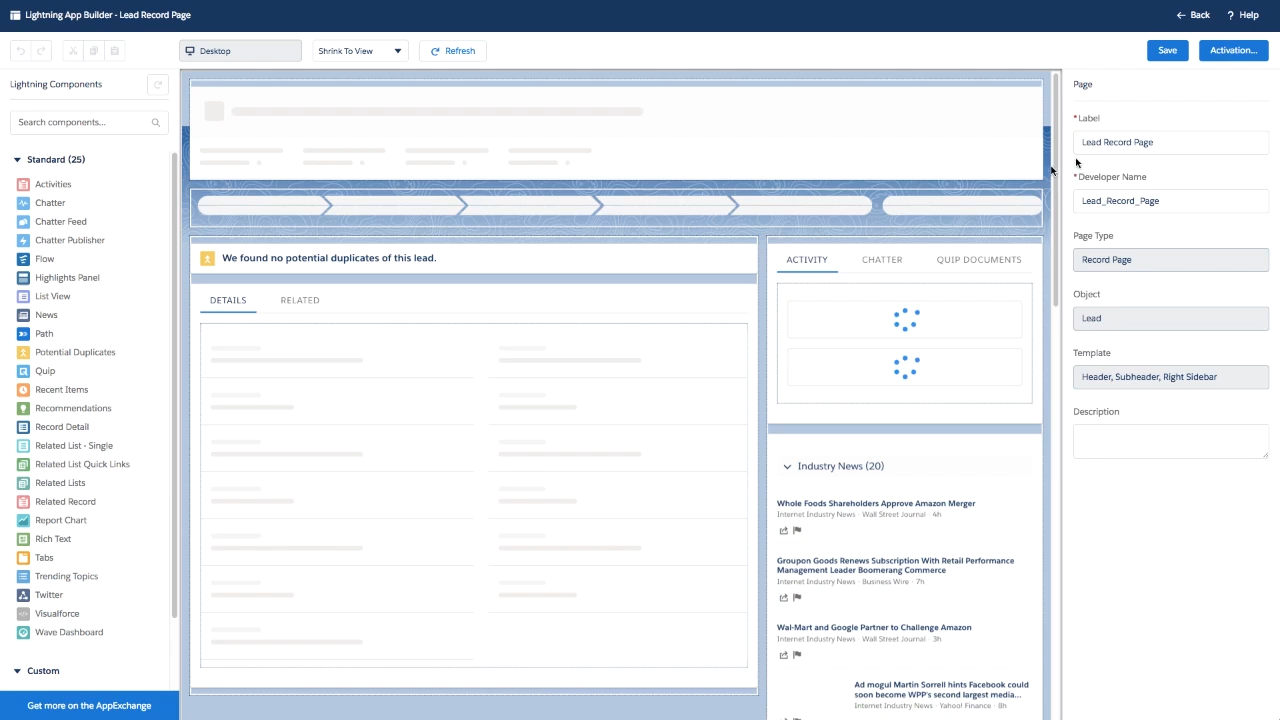 Lightning App Builder - Lead Record Page
Back
? Help
Desktop
Shrink To View
Refresh
Save
Activation...
Lightning Components
Search components...
Standard (25)
Activities
Chatter
Chatter Feed
Chatter Publisher
Flow
Highlights Panel
List View
News
Path
Potential Duplicates
Quip
Recent Items
Recommendations
Record Detail
Related List - Single
Related List Quick Links
Related Lists
Related Record
Report Chart
Rich Text
Tabs
Trending Topics
Twitter
Visualforce
Wave Dashboard
Custom
Get more on the AppExchange
We found no potential duplicates of this lead.
DETAILS
RELATED
ACTIVITY
CHATTER
QUIP DOCUMENTS
Industry News (20)
Whole Foods Shareholders Approve Amazon Merger
Internet Industry News · Wall Street Journal · 4h
Groupon Goods Renews Subscription With Retail Performance
Management Leader Boomerang Commerce
Internet Industry News · Business Wire · 7h
Wal-Mart and Google Partner to Challenge Amazon
Internet Industry News · Wall Street Journal · 3h
Ad mogul Martin Sorrell hints Facebook could
soon become WPP's second largest media...
Internet Industry News · Yahoo! Finance · 8h
Page
*Label
Lead Record Page
*Developer Name
Lead_Record_Page
Page Type
Record Page
Object
Lead
Template
Header, Subheader, Right Sidebar
Description